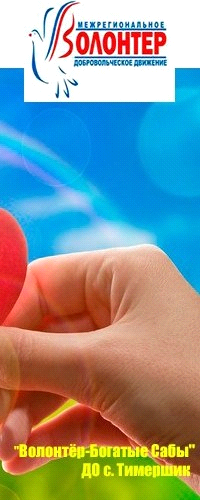 МЕЖРЕГИОНАЛЬНОЕ
ВОЛОНТЕР
ДОБРОВОЛЬЧЕСКОЕ ДВИЖЕНИЕ
"Волонтёр-Богатые Сабы"
ДО с. Тимершик